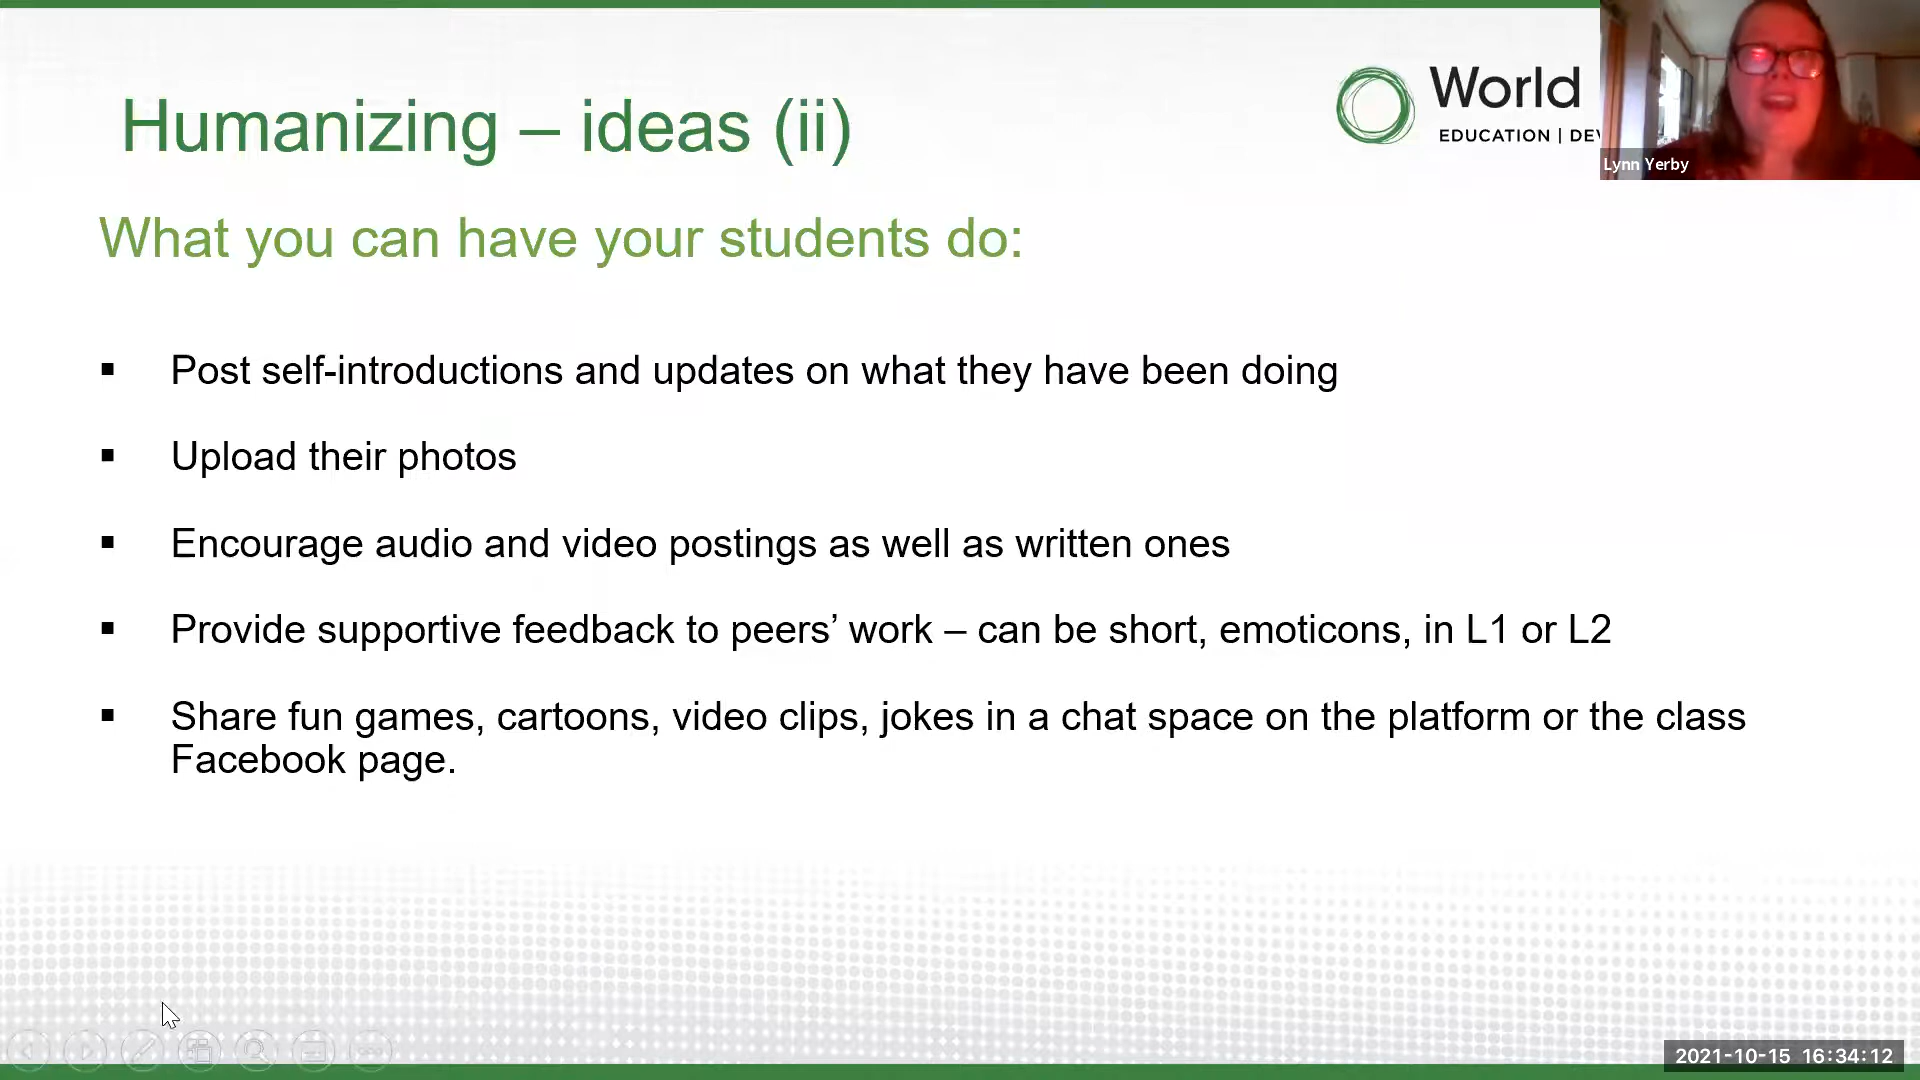 Humanizing – ideas (ii)
World
EDUCATION | DEV
Lynn Yerby
What you can have your students do:
▪ Post self-introductions and updates on what they have been doing
▪ Upload their photos
▪ Encourage audio and video postings as well as written ones
▪ Provide supportive feedback to peers’ work – can be short, emoticons, in L1 or L2
▪ Share fun games, cartoons, video clips, jokes in a chat space on the platform or the class
Facebook page.
2021-10-15 16:34:12